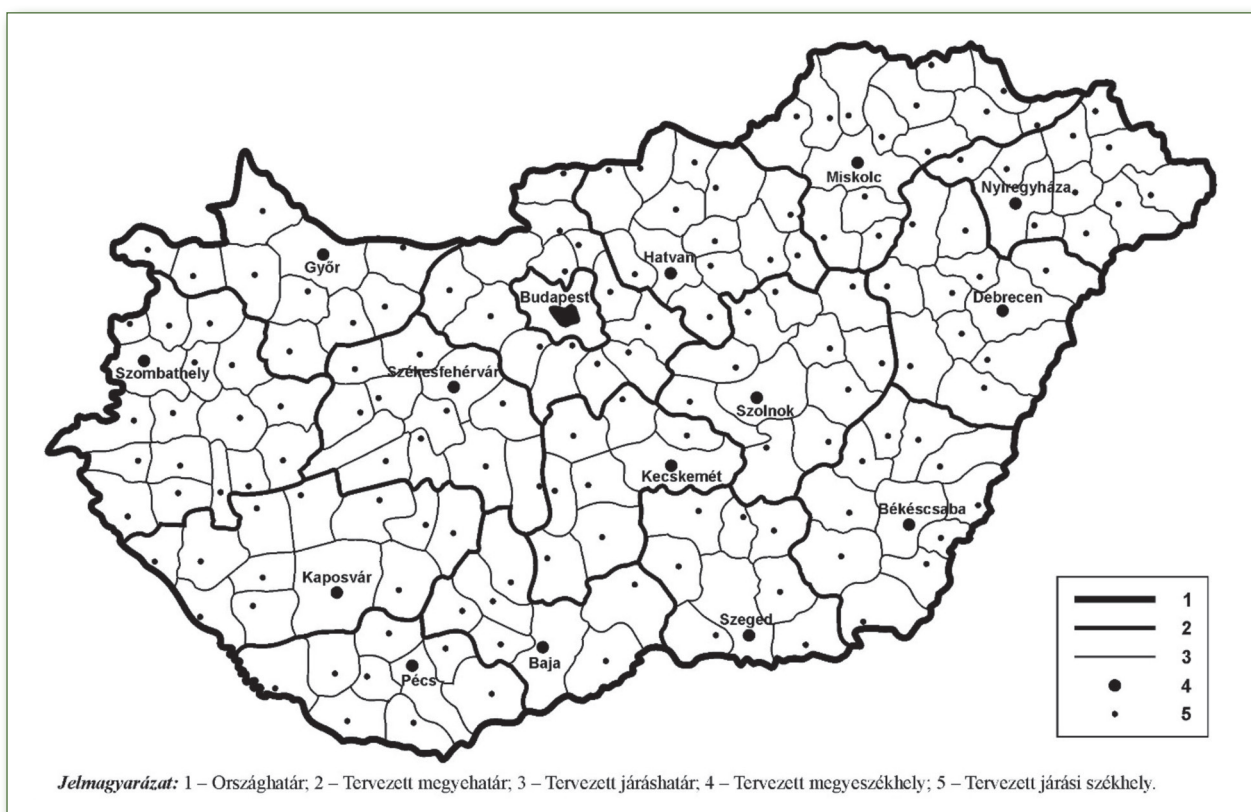 Miskolc
Nyíregyháza
Hatvan
Győr
Budapest
Debrecen
Szombathely
Székesfehérvár
Szolnok
Kecskemét
Békéscsaba
Kaposvár
Szeged
Baja
Pécs
1
2
3
4
5
Jelmagyarázat: 1 – Országhatár; 2 – Tervezett megyehatár; 3 – Tervezett járáshatár; 4 – Tervezett megyeszékhely; 5 – Tervezett járási székhely.